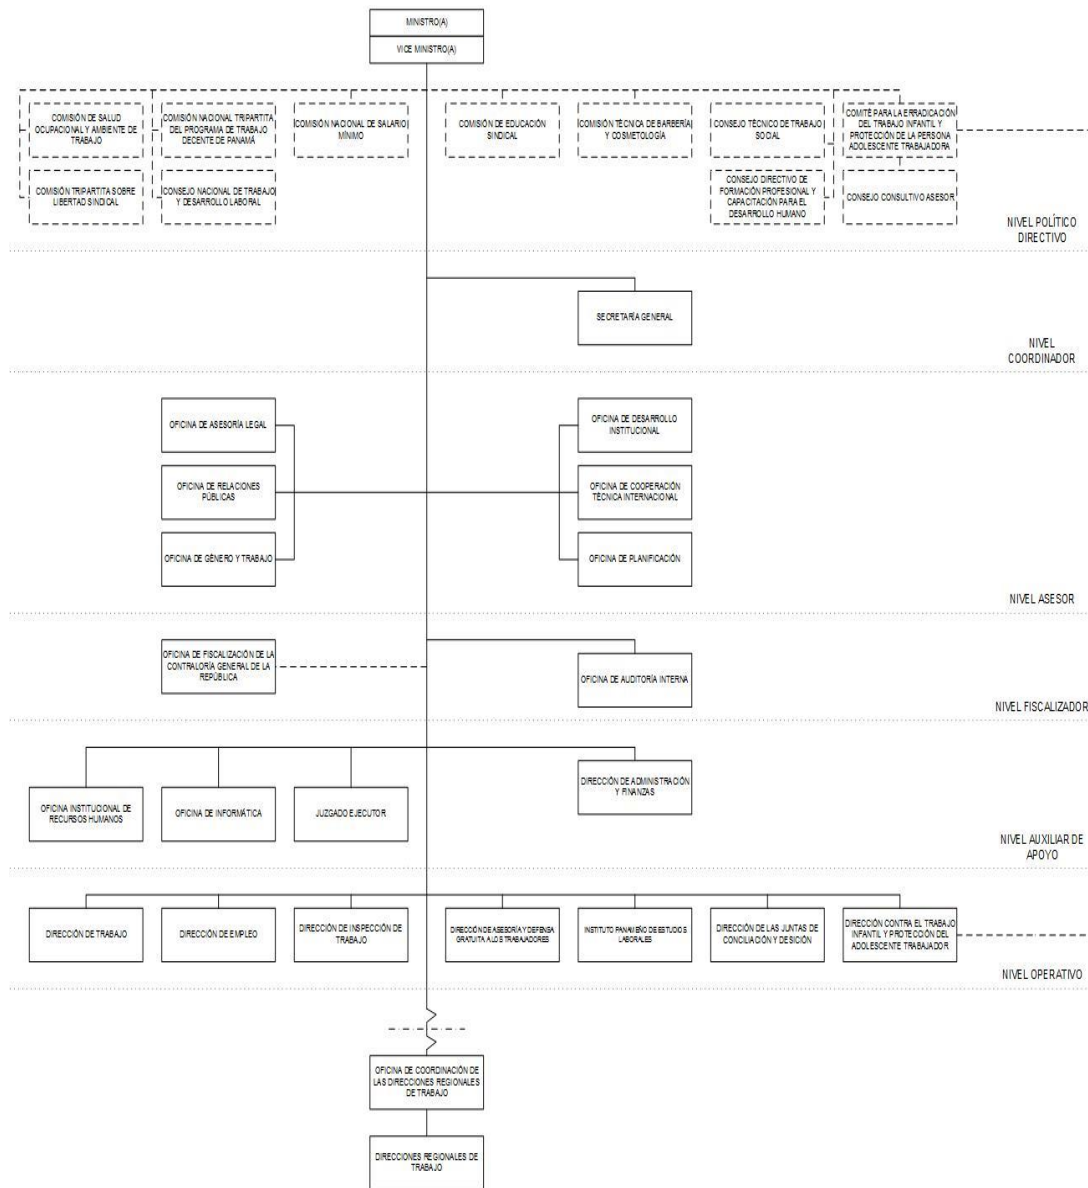 MINISTRO(A)
VICE MINISTRO(A)
COMISIÓN DE SALUD
OCUPACIONAL Y AMBIENTE DE
TRABAJO
COMISIÓN NACIONAL TRIPARTITA
DEL PROGRAMA DE TRABAJO
DECENTE DE PANAMÁ
COMISIÓN NACIONAL DE SALARIO
MÍNIMO
COMISIÓN DE EDUCACIÓN
SINDICAL
COMISIÓN TÉCNICA DE BARBERÍA
Y COSMETOLOGÍA
CONSEJO TÉCNICO DE TRABAJO
SOCIAL
COMITÉ PARA LA ERRADICACIÓN
DEL TRABAJO INFANTIL Y
PROTECCIÓN DE LA PERSONA
ADOLESCENTE TRABAJADORA
COMISIÓN TRIPARTITA SOBRE
LIBERTAD SINDICAL
CONSEJO NACIONAL DE TRABAJO
Y DESARROLLO LABORAL
CONSEJO DIRECTIVO DE
FORMACIÓN PROFESIONAL Y
CAPACITACIÓN PARA EL
DESARROLLO HUMANO
CONSEJO CONSULTIVO ASESOR
NIVEL POLÍTICO
DIRECTIVO
SECRETARÍA GENERAL
NIVEL
COORDINADOR
OFICINA DE ASESORÍA LEGAL
OFICINA DE DESARROLLO
INSTITUCIONAL
OFICINA DE RELACIONES
PÚBLICAS
OFICINA DE COOPERACIÓN
TÉCNICA INTERNACIONAL
OFICINA DE GÉNERO Y TRABAJO
OFICINA DE PLANIFICACIÓN
NIVEL ASESOR
OFICINA DE FISCALIZACIÓN DE LA
CONTRALORÍA GENERAL DE LA
REPÚBLICA
OFICINA DE AUDITORÍA INTERNA
NIVEL FISCALIZADOR
OFICINA INSTITUCIONAL DE
RECURSOS HUMANOS
OFICINA DE INFORMÁTICA
JUZGADO EJECUTOR
DIRECCIÓN DE ADMINISTRACIÓN
Y FINANZAS
NIVEL AUXILIAR DE
APOYO
DIRECCIÓN DE TRABAJO
DIRECCIÓN DE EMPLEO
DIRECCIÓN DE INSPECCIÓN DE
TRABAJO
DIRECCIÓN DE ASESORÍA Y DEFENSA
GRATUITA A LOS TRABAJADORES
INSTITUTO PANAMEÑO DE ESTUDIOS
LABORALES
DIRECCIÓN DE LAS JUNTAS DE
CONCILIACIÓN Y DESICIÓN
DIRECCIÓN CONTRA EL TRABAJO
INFANTIL Y PROTECCIÓN DEL
ADOLESCENTE TRABAJADOR
NIVEL OPERATIVO
OFICINA DE COORDINACIÓN DE
LAS DIRECCIONES REGIONALES
DE TRABAJO
DIRECCIONES REGIONALES DE
TRABAJO